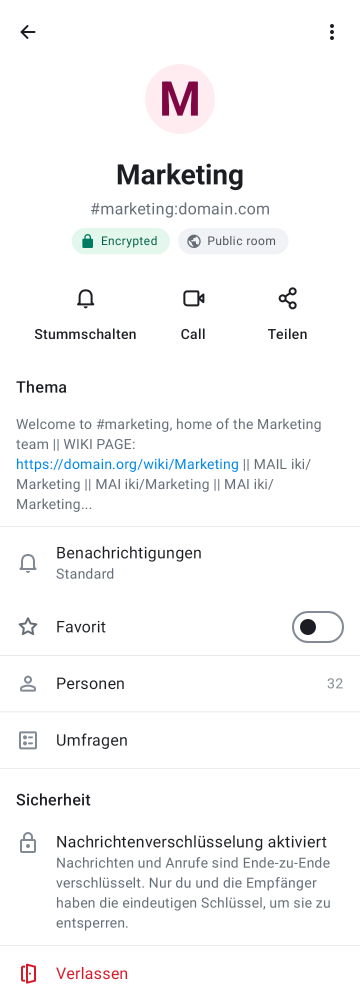 M
Marketing
#marketing:domain.com
Encrypted
Public room
Stummschalten
Call
Teilen
Thema
Welcome to #marketing, home of the Marketing
team || WIKI PAGE:
https://domain.org/wiki/Marketing || MAIL iki/
Marketing || MAI iki/Marketing || MAI iki/
Marketing...
Benachrichtigungen
Standard
Favorit
Personen
32
Umfragen
Sicherheit
Nachrichtenverschlüsselung aktiviert
Nachrichten und Anrufe sind Ende-zu-Ende
verschlüsselt. Nur du und die Empfänger
haben die eindeutigen Schlüssel, um sie zu
entsperren.
Verlassen